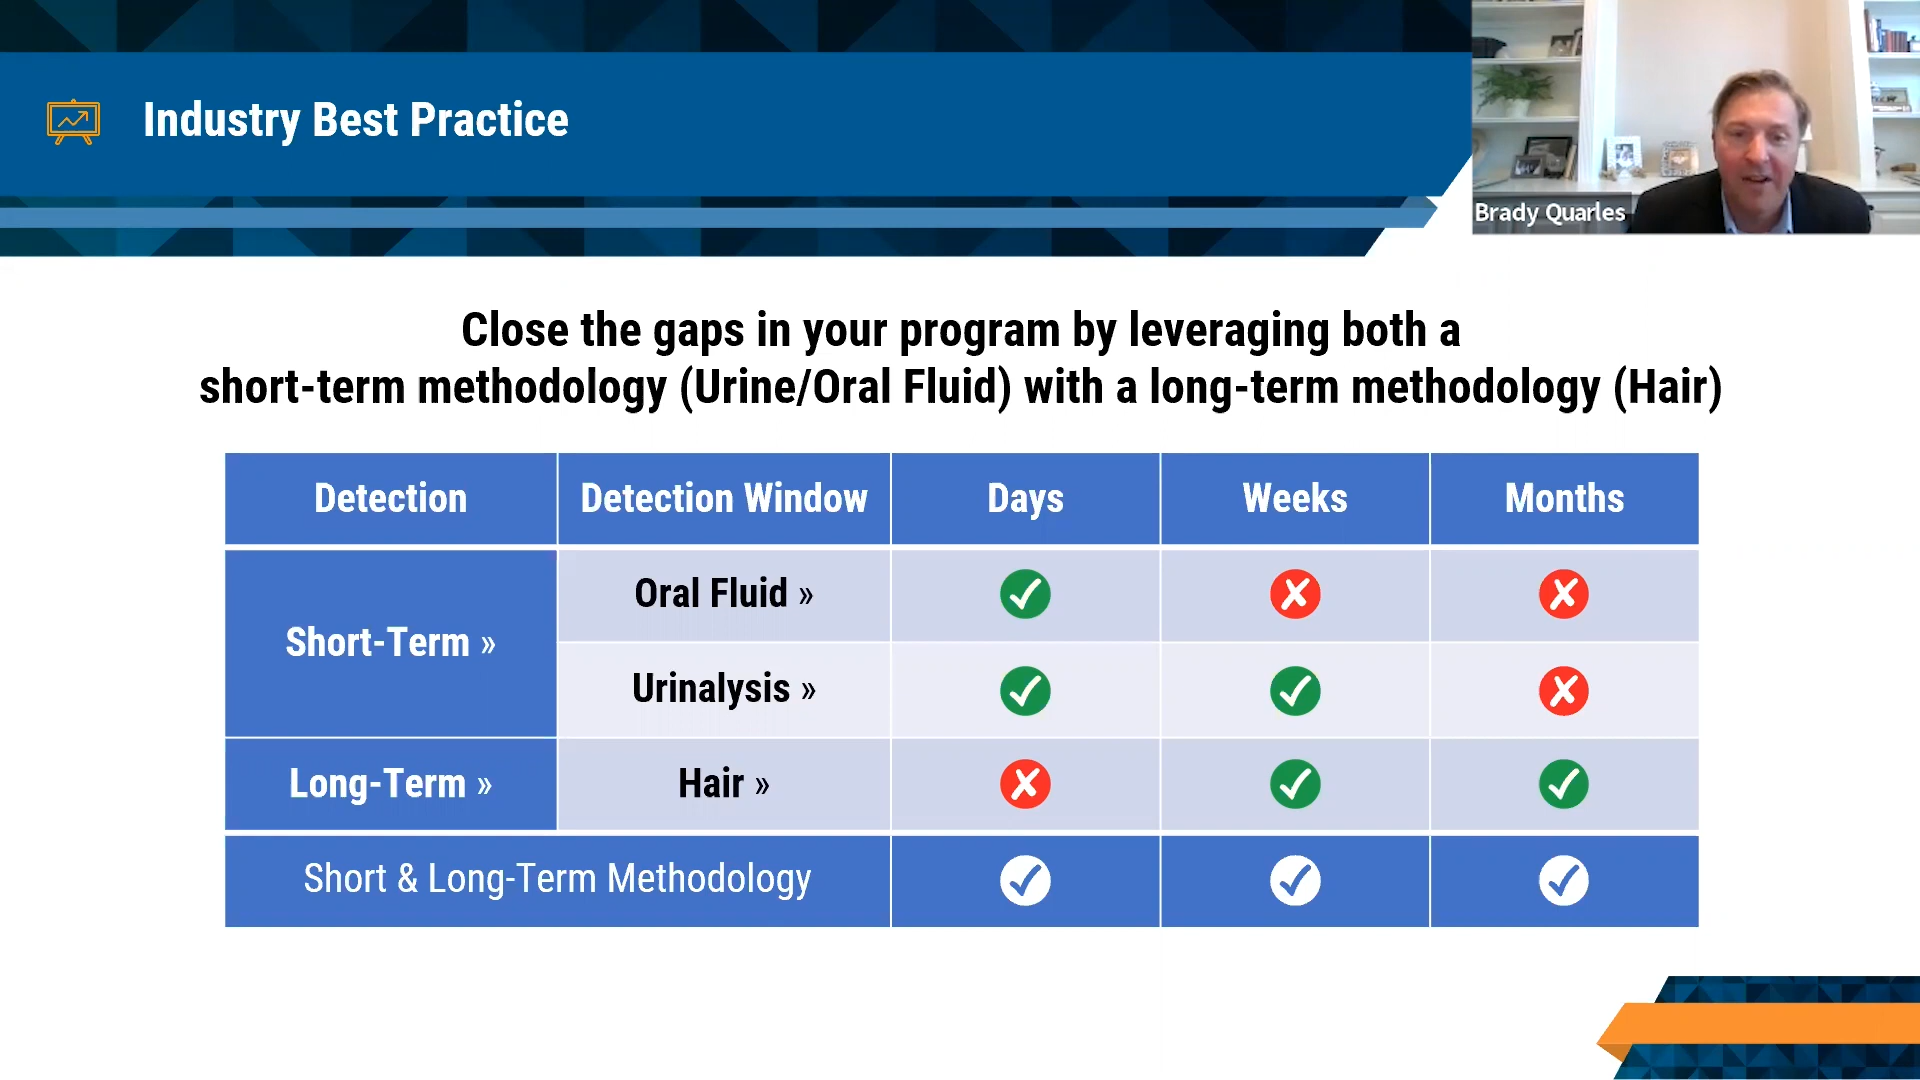 Industry Best Practice
Brady Quarles
Close the gaps in your program by leveraging both a
short-term methodology (Urine/Oral Fluid) with a long-term methodology (Hair)
Detection Detection Window Days Weeks Months
Short-Term »
Oral Fluid »
Urinalysis »
Long-Term » Hair »
Short & Long-Term Methodology